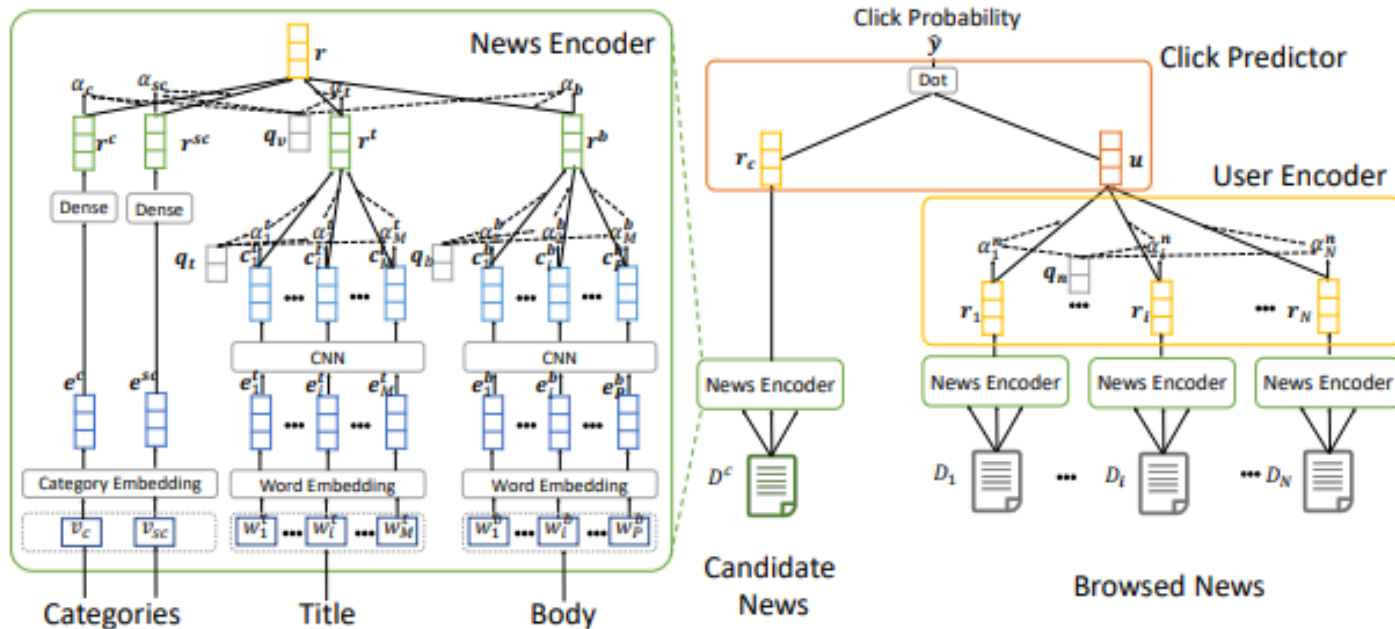 Click Probability
ŷ
News Encoder
Click Predictor
r
Dot
α_c α_sc α_t α_b
r^c r^sc q_v r^t r^b
r_c u
User Encoder
Dense Dense
α_1^t α_i^t α_M^t α_1^b α_i^b α_M^b
q_t c_1^t c_i^t c_M^t q_b c_1^b c_i^b c_P^b
α_1^n α_i^n α_N^n
q_n
... ... ... ...
... r_1 r_i ... r_N
CNN CNN
e^c e^sc e_1^t e_i^t e_M^t e_1^b e_i^b e_P^b
News Encoder News Encoder News Encoder News Encoder
... ... ... ...
Category Embedding Word Embedding Word Embedding
D^c D_1 ... D_i ... D_N
v_c v_sc w_1^t ... w_i^t ... w_M^t w_1^b ... w_i^b ... w_P^b
Candidate
News
Browsed News
Categories Title Body